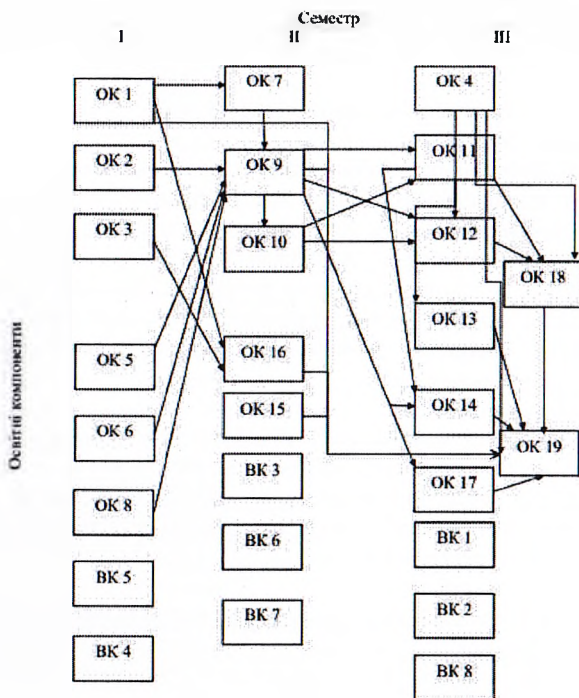 Семестр
I II III
Освітні компоненти
ОК 1
ОК 2
ОК 3
ОК 5
ОК 6
ОК 8
ВК 5
ВК 4
ОК 7
ОК 9
ОК 10
ОК 16
ОК 15
ВК 3
ВК 6
ВК 7
ОК 4
ОК 11
ОК 12
ОК 13
ОК 14
ОК 17
ВК 1
ВК 2
ВК 8
ОК 18
ОК 19